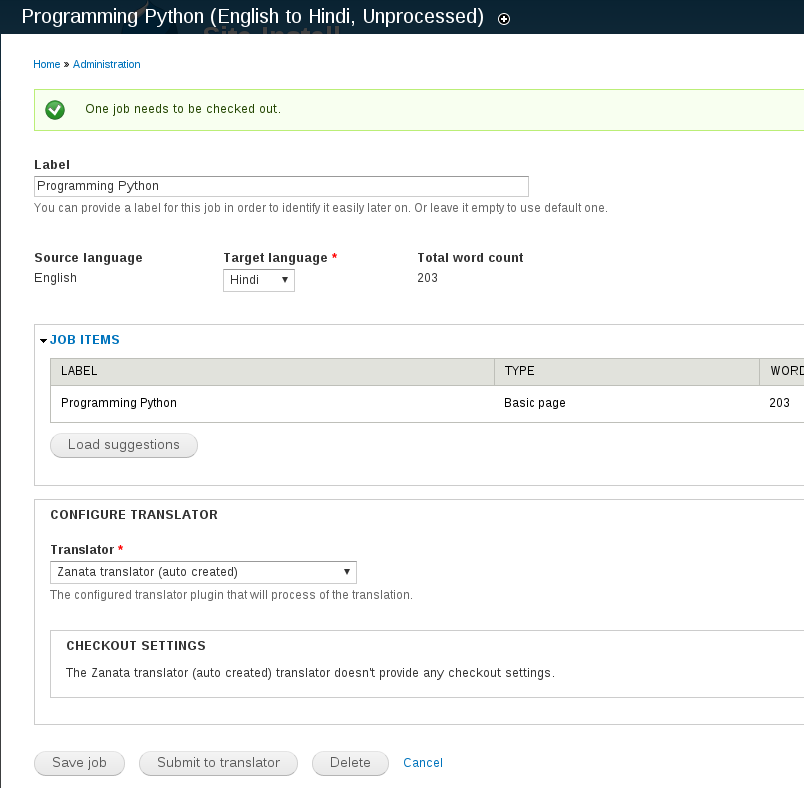 Programming Python (English to Hindi, Unprocessed)
Home » Administration
One job needs to be checked out.
Label
Programming Python
You can provide a label for this job in order to identify it easily later on. Or leave it empty to use default one.
Source language Target language * Total word count
English Hindi 203
JOB ITEMS
LABEL TYPE WORD
Programming Python Basic page 203
Load suggestions
CONFIGURE TRANSLATOR
Translator *
Zanata translator (auto created)
The configured translator plugin that will process of the translation.
CHECKOUT SETTINGS
The Zanata translator (auto created) translator doesn't provide any checkout settings.
Save job Submit to translator Delete Cancel